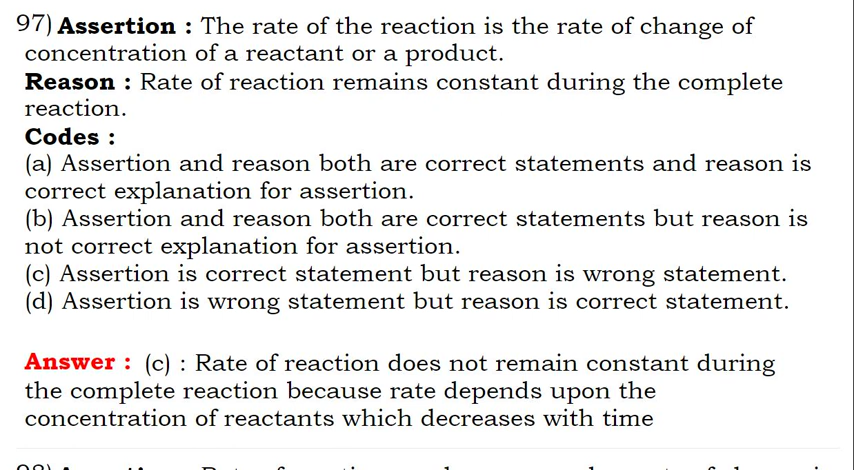 97) Assertion : The rate of the reaction is the rate of change of
concentration of a reactant or a product.
Reason : Rate of reaction remains constant during the complete
reaction.
Codes :
(a) Assertion and reason both are correct statements and reason is
correct explanation for assertion.
(b) Assertion and reason both are correct statements but reason is
not correct explanation for assertion.
(c) Assertion is correct statement but reason is wrong statement.
(d) Assertion is wrong statement but reason is correct statement.
Answer : (c) : Rate of reaction does not remain constant during
the complete reaction because rate depends upon the
concentration of reactants which decreases with time